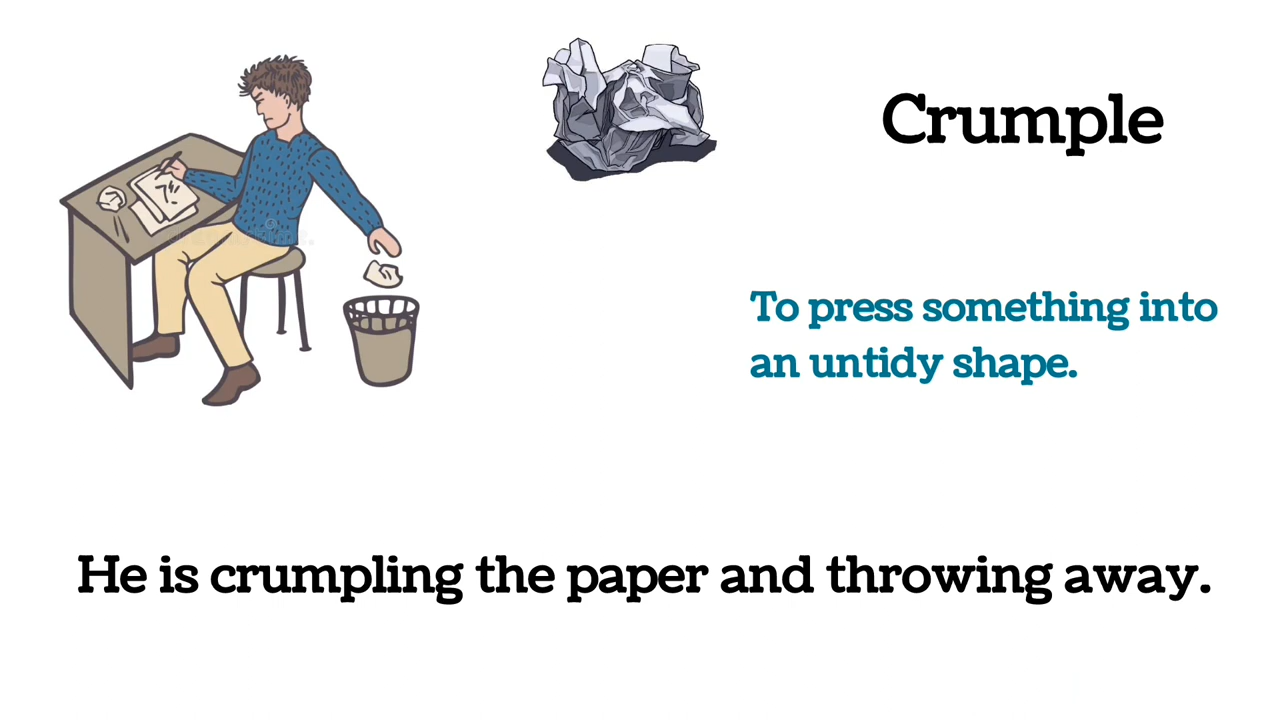 Crumple
To press something into
an untidy shape.
He is crumpling the paper and throwing away.